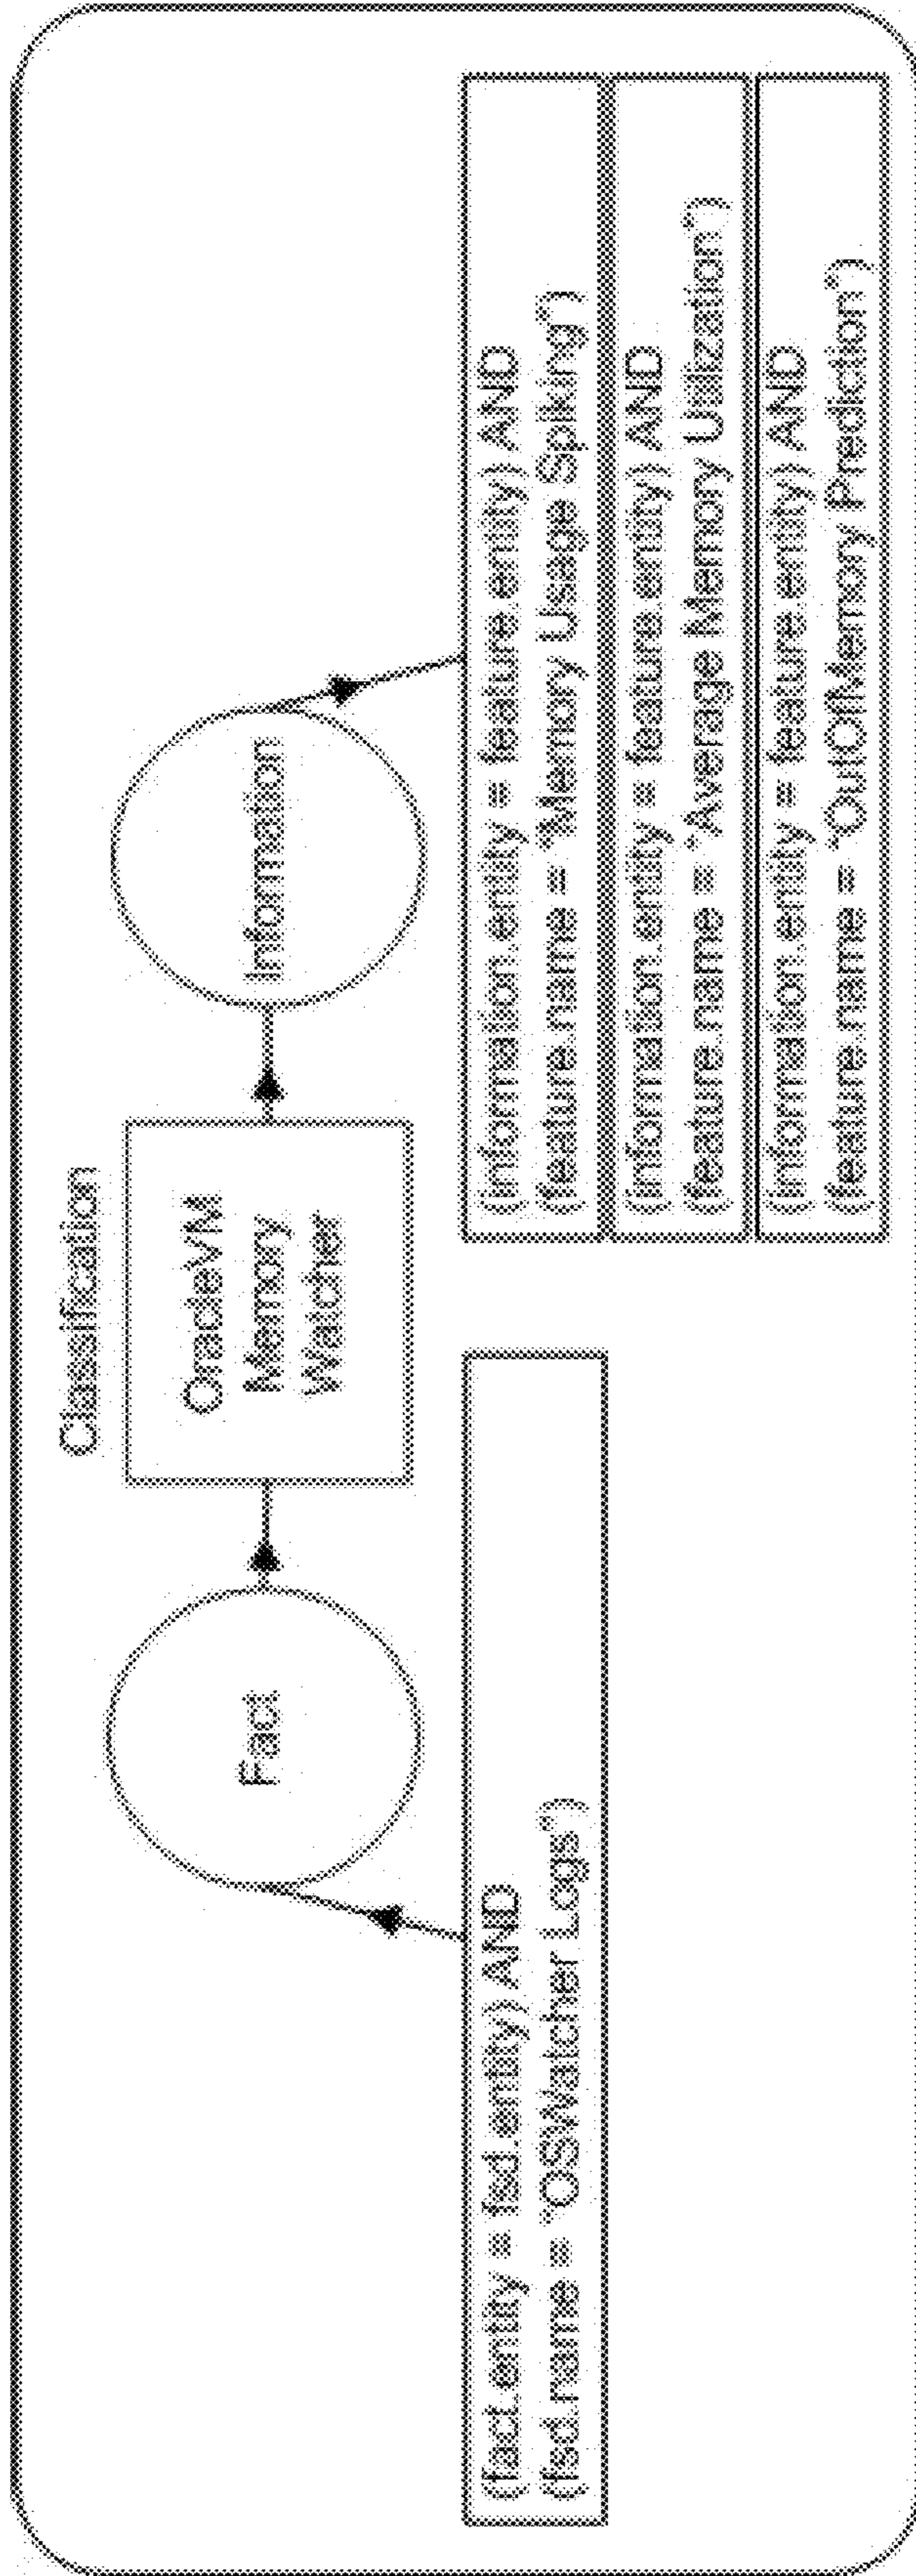 Classification
Fact
OracleVM
Memory
Watcher
Information
(fact.entity = fsd.entity) AND
(fsd.name = "OSWatcher Logs")
(information.entity = feature.entity) AND
(feature.name = "Memory Usage Spiking")
(information.entity = feature.entity) AND
(feature.name = "Average Memory Utilization")
(information.entity = feature.entity) AND
(feature.name = "OutOfMemory Prediction")